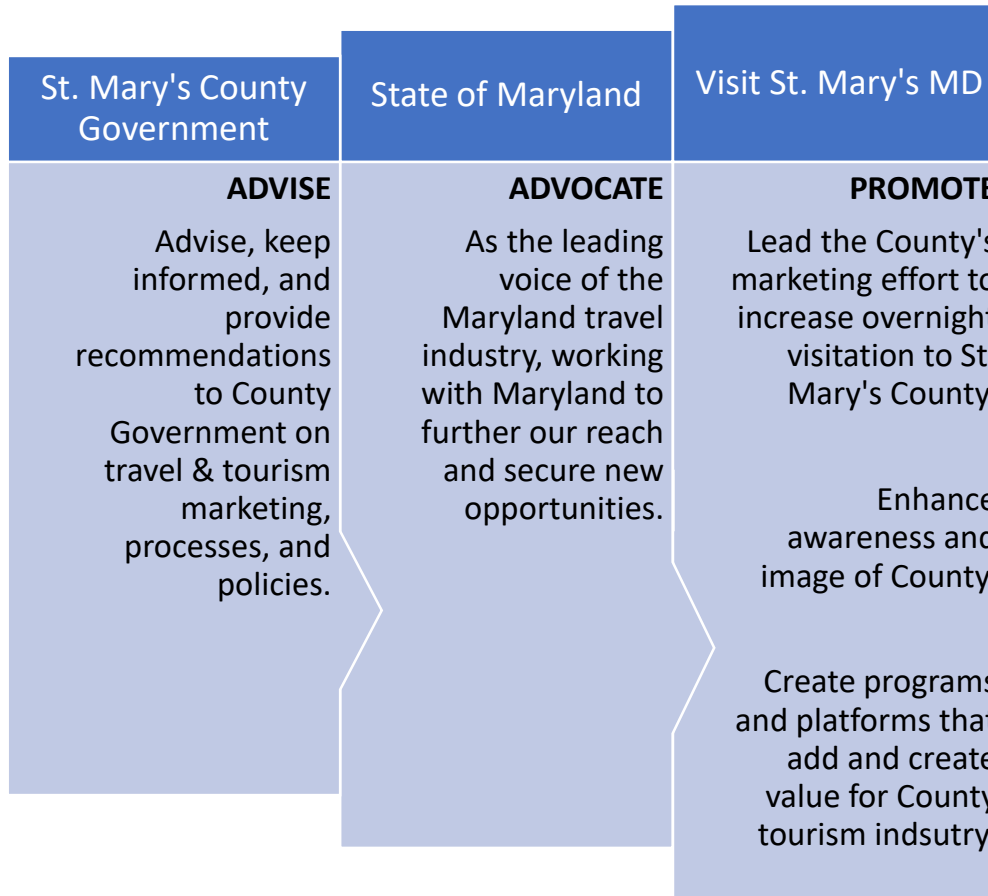 St. Mary's County
Government
ADVISE
Advise, keep
informed, and
provide
recommendations
to County
Government on
travel & tourism
marketing,
processes, and
policies.
State of Maryland
ADVOCATE
As the leading
voice of the
Maryland travel
industry, working
with Maryland to
further our reach
and secure new
opportunities.
Visit St. Mary's MD
PROMOTE
Lead the County's
marketing effort to
increase overnight
visitation to St.
Mary's County
Enhance
awareness and
image of County
Create programs
and platforms that
add and create
value for County
tourism indsutry